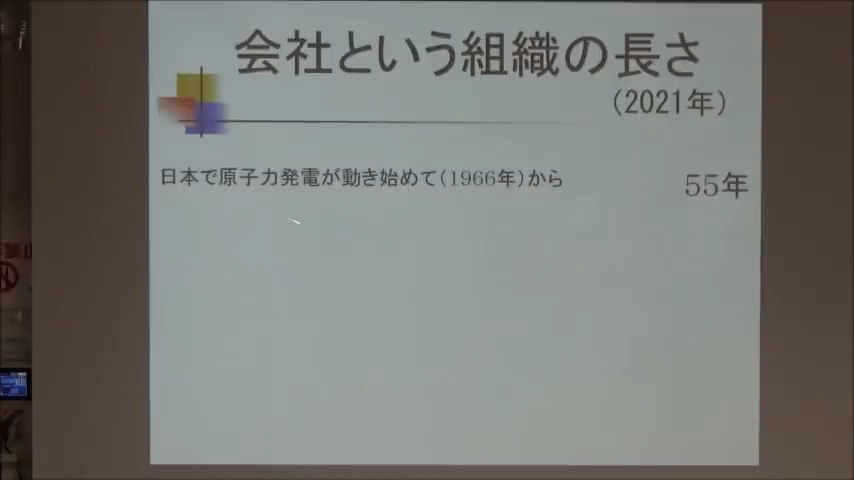 会社という組織の長さ
(2021年)
日本で原子力発電が動き始めて(1966年)から 55年
禁止